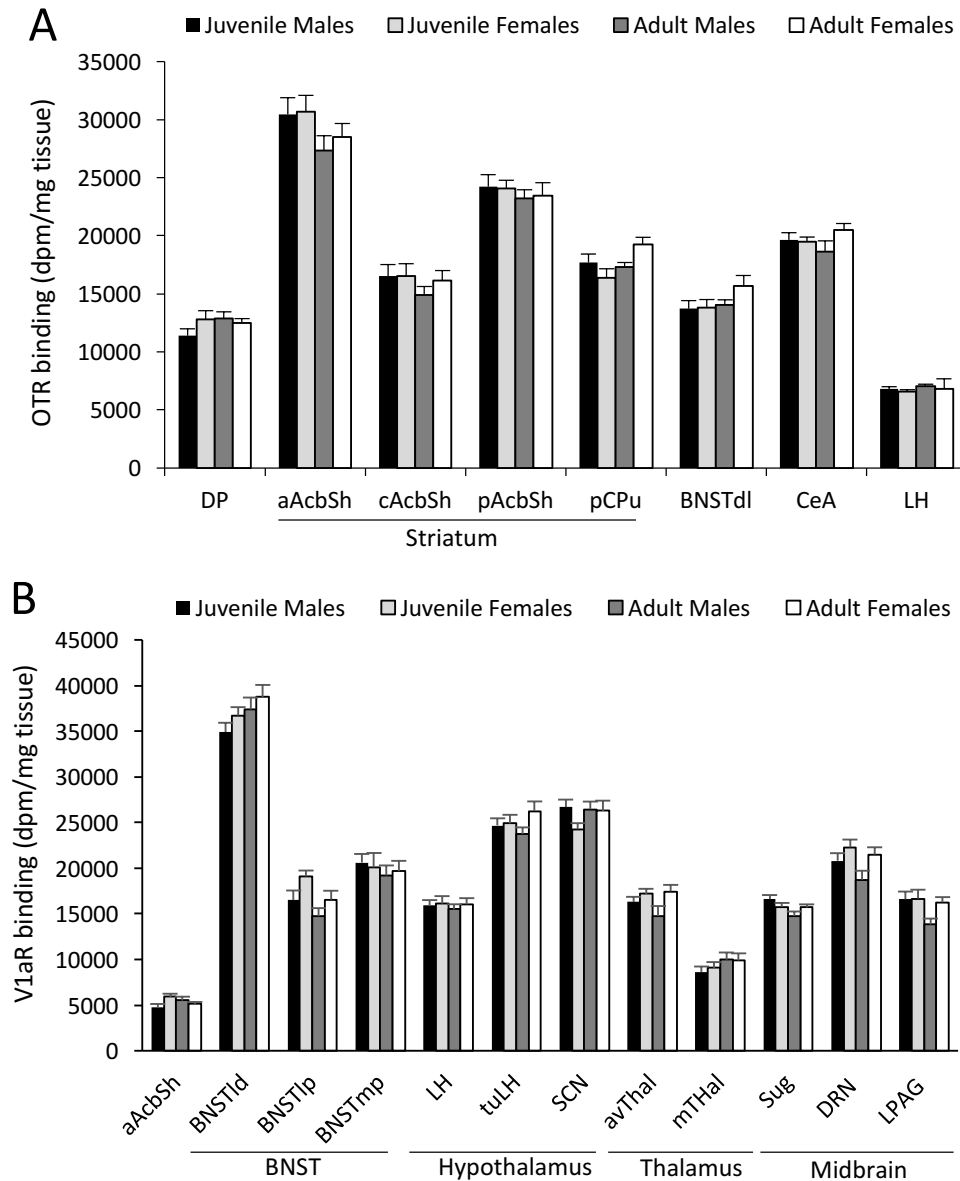 A
Juvenile Males Juvenile Females Adult Males Adult Females
OTR binding (dpm/mg tissue)
35000
30000
25000
20000
15000
10000
5000
0
DP aAcbSh cAcbSh pAcbSh pCPu BNSTdl CeA LH
Striatum
B
Juvenile Males Juvenile Females Adult Males Adult Females
V1aR binding (dpm/mg tissue)
45000
40000
35000
30000
25000
20000
15000
10000
5000
0
aAcbSh BNSTld BNSTlp BNSTmp LH tuLH SCN avThal mTHal Sug DRN LPAG
BNST Hypothalamus Thalamus Midbrain